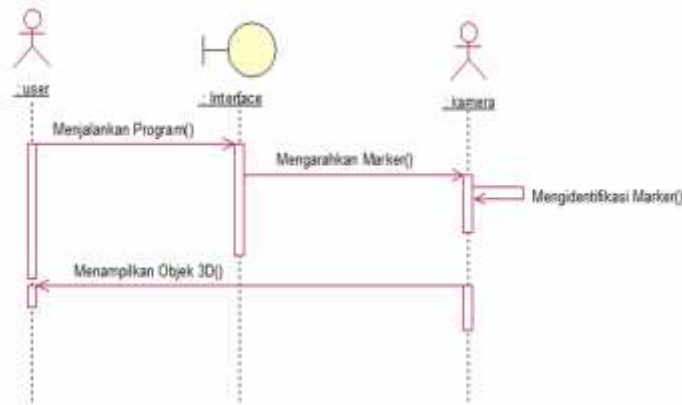 : user
: Interface
: kamera
Menjalankan Program()
Mengarahkan Marker()
Mengidentifikasi Marker()
Menampilkan Objek 3D()